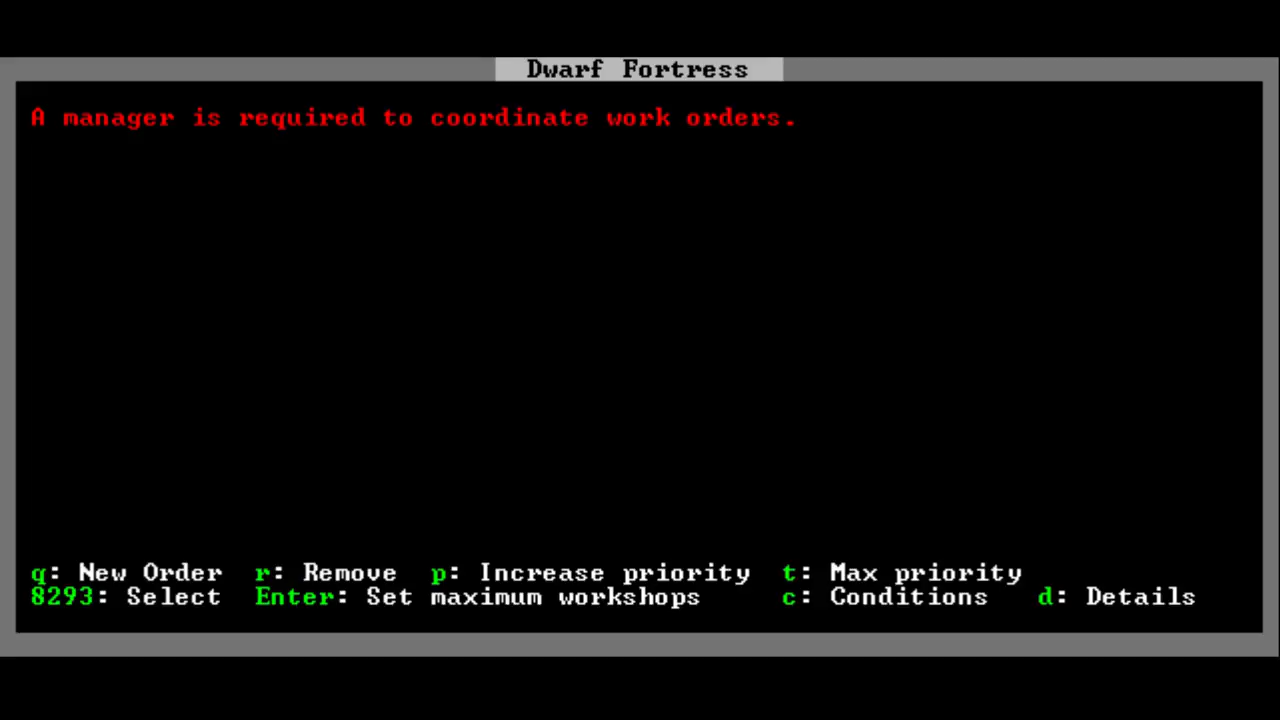 Dwarf Fortress
A manager is required to coordinate work orders.
q: New Order  r: Remove  p: Increase priority  t: Max priority
8293: Select  Enter: Set maximum workshops  c: Conditions  d: Details